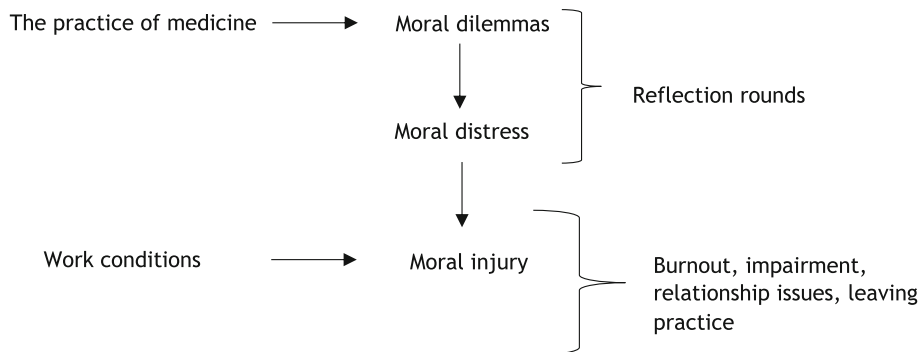 The practice of medicine
Moral dilemmas
Reflection rounds
Moral distress
Work conditions
Moral injury
Burnout, impairment,
relationship issues, leaving
practice